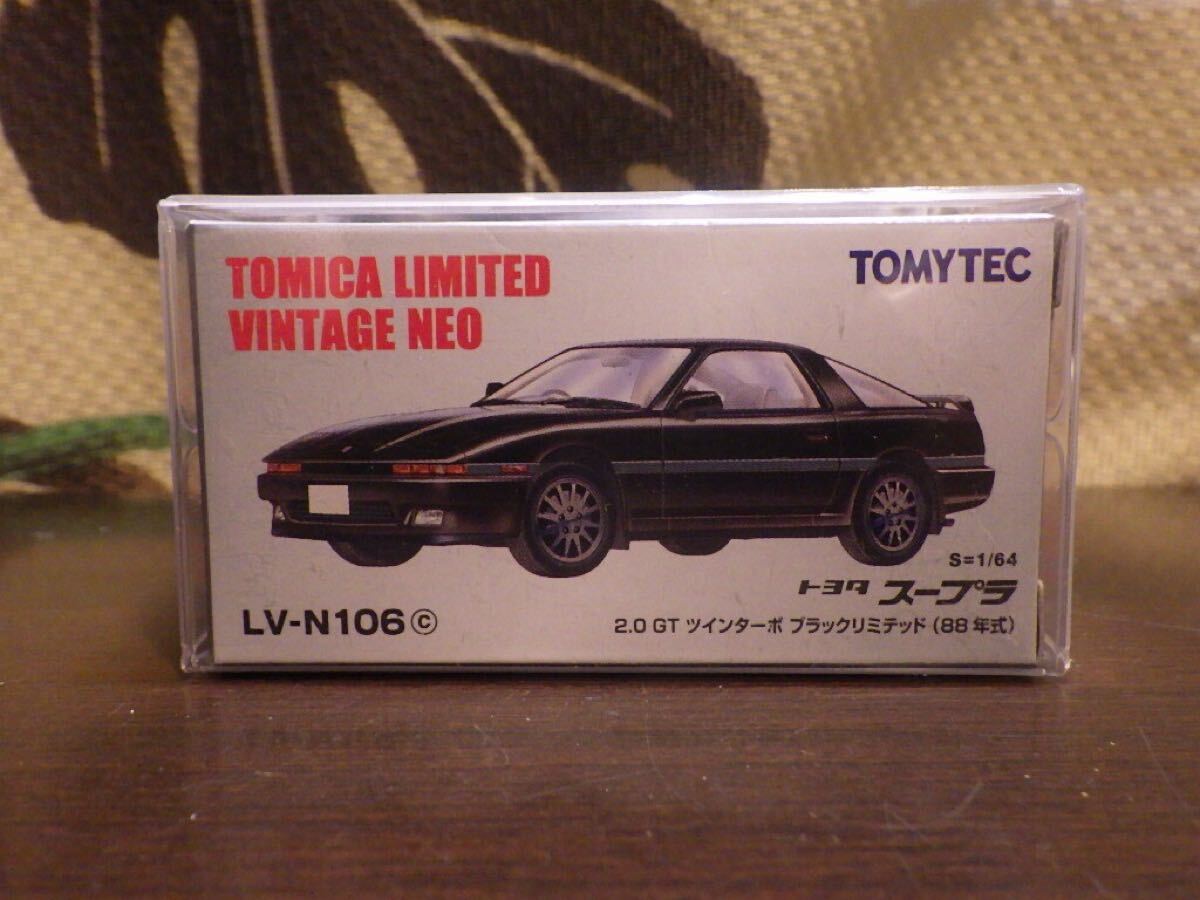 TOMICA LIMITED
VINTAGE NEO
TOMYTEC
S=1/64
トヨタ スープラ
LV-N106ⓒ
2.0 GT ツインターボ ブラックリミテッド（88年式）